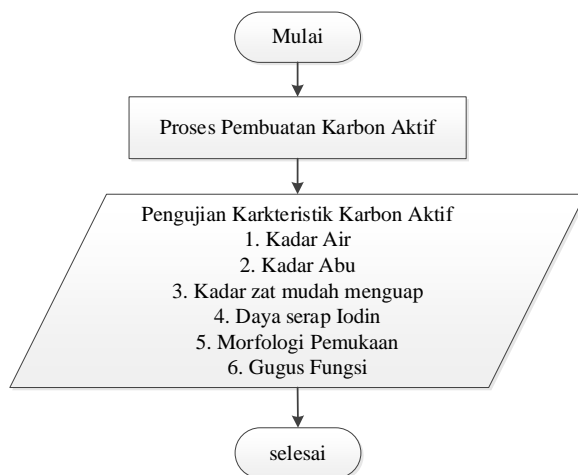 Mulai
Proses Pembuatan Karbon Aktif
Pengujian Karkteristik Karbon Aktif
1. Kadar Air
2. Kadar Abu
3. Kadar zat mudah menguap
4. Daya serap Iodin
5. Morfologi Pemukaan
6. Gugus Fungsi
selesai